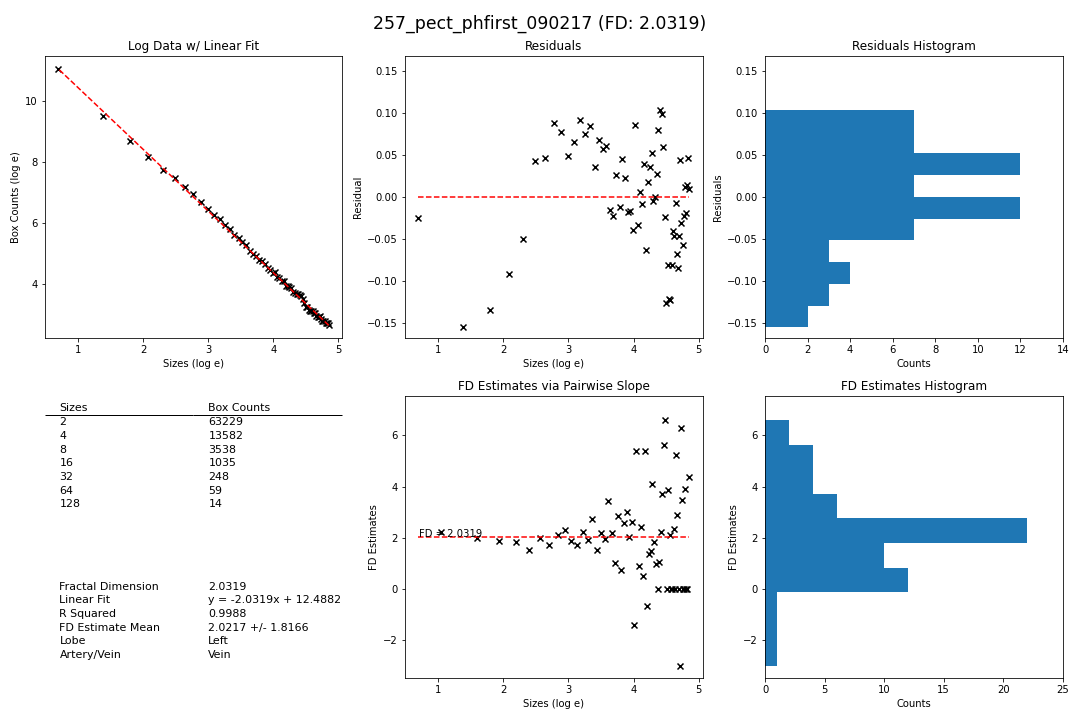 257_pect_phfirst_090217 (FD: 2.0319)
Log Data w/ Linear Fit
Box Counts (log e)
10
8
6
4
1 2 3 4 5
Sizes (log e)
Residuals
Residual
0.15
0.10
0.05
0.00
−0.05
−0.10
−0.15
1 2 3 4 5
Sizes (log e)
Residuals Histogram
Residuals
0.15
0.10
0.05
0.00
−0.05
−0.10
−0.15
0 2 4 6 8 10 12 14
Counts
Sizes Box Counts
2 63229
4 13582
8 3538
16 1035
32 248
64 59
128 14
Fractal Dimension 2.0319
Linear Fit y = -2.0319x + 12.4882
R Squared 0.9988
FD Estimate Mean 2.0217 +/- 1.8166
Lobe Left
Artery/Vein Vein
FD Estimates via Pairwise Slope
FD Estimates
6
4
2
0
−2
FD = 2.0319
1 2 3 4 5
Sizes (log e)
FD Estimates Histogram
FD Estimates
6
4
2
0
−2
0 5 10 15 20 25
Counts